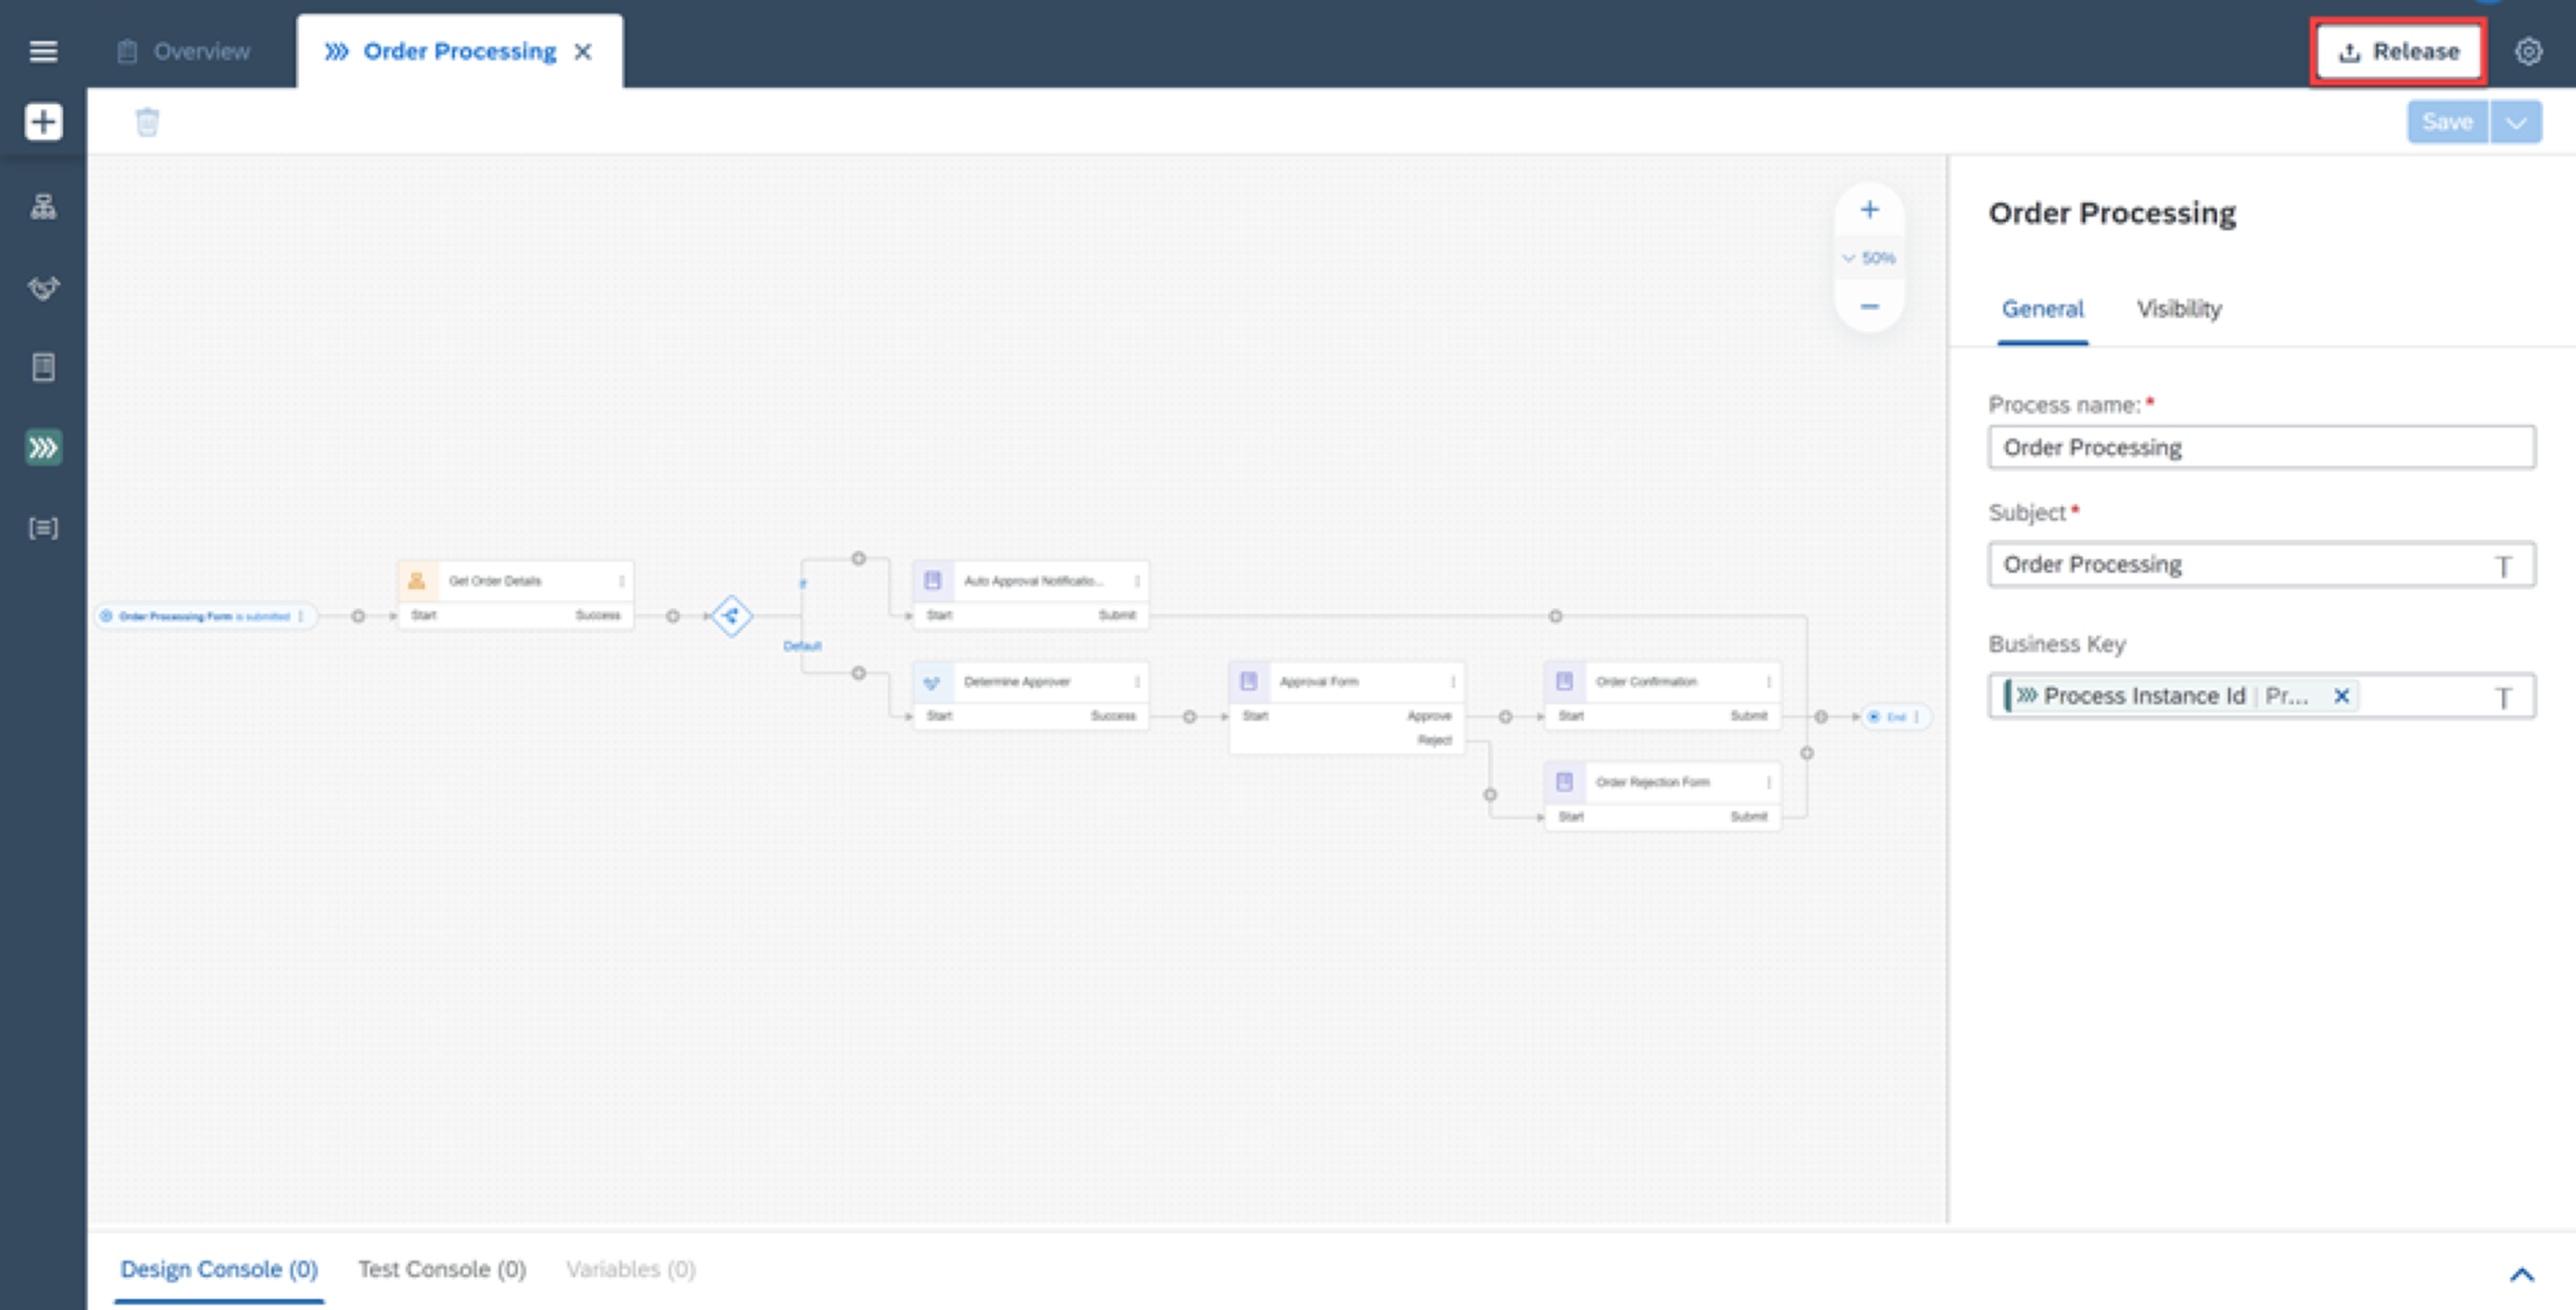 Overview
Order Processing
Release
Save
50%
Order Processing Form is submitted
Get Order Details
Start Success
If
Default
Auto Approval Notificatio...
Start Submit
Determine Approver
Start Success
Approval Form
Start Approve
Reject
Order Confirmation
Start Submit
Order Rejection Form
Start Submit
End
Order Processing
General Visibility
Process name:*
Order Processing
Subject*
Order Processing
Business Key
Process Instance Id | Pr...
Design Console (0) Test Console (0) Variables (0)